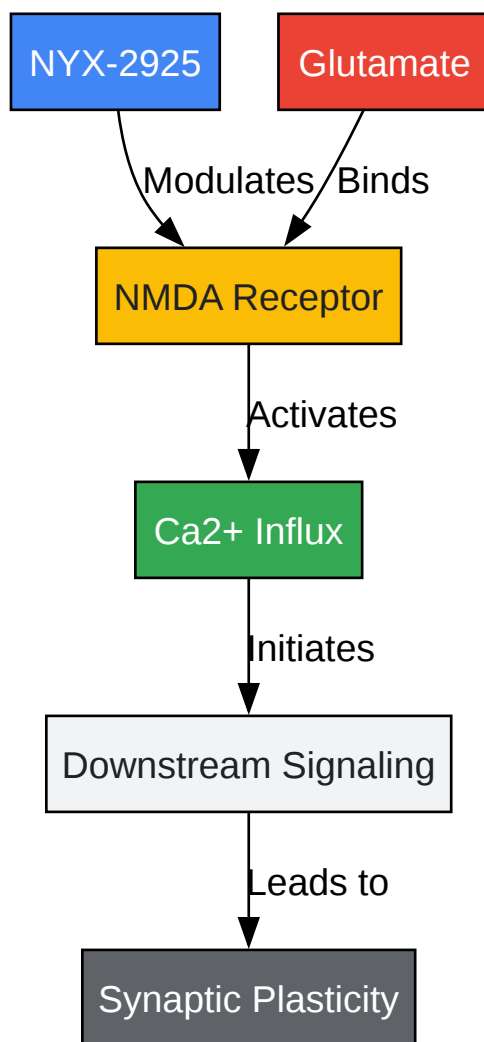 NYX-2925
Glutamate
Modulates
Binds
NMDA Receptor
Activates
Ca2+ Influx
Initiates
Downstream Signaling
Leads to
Synaptic Plasticity